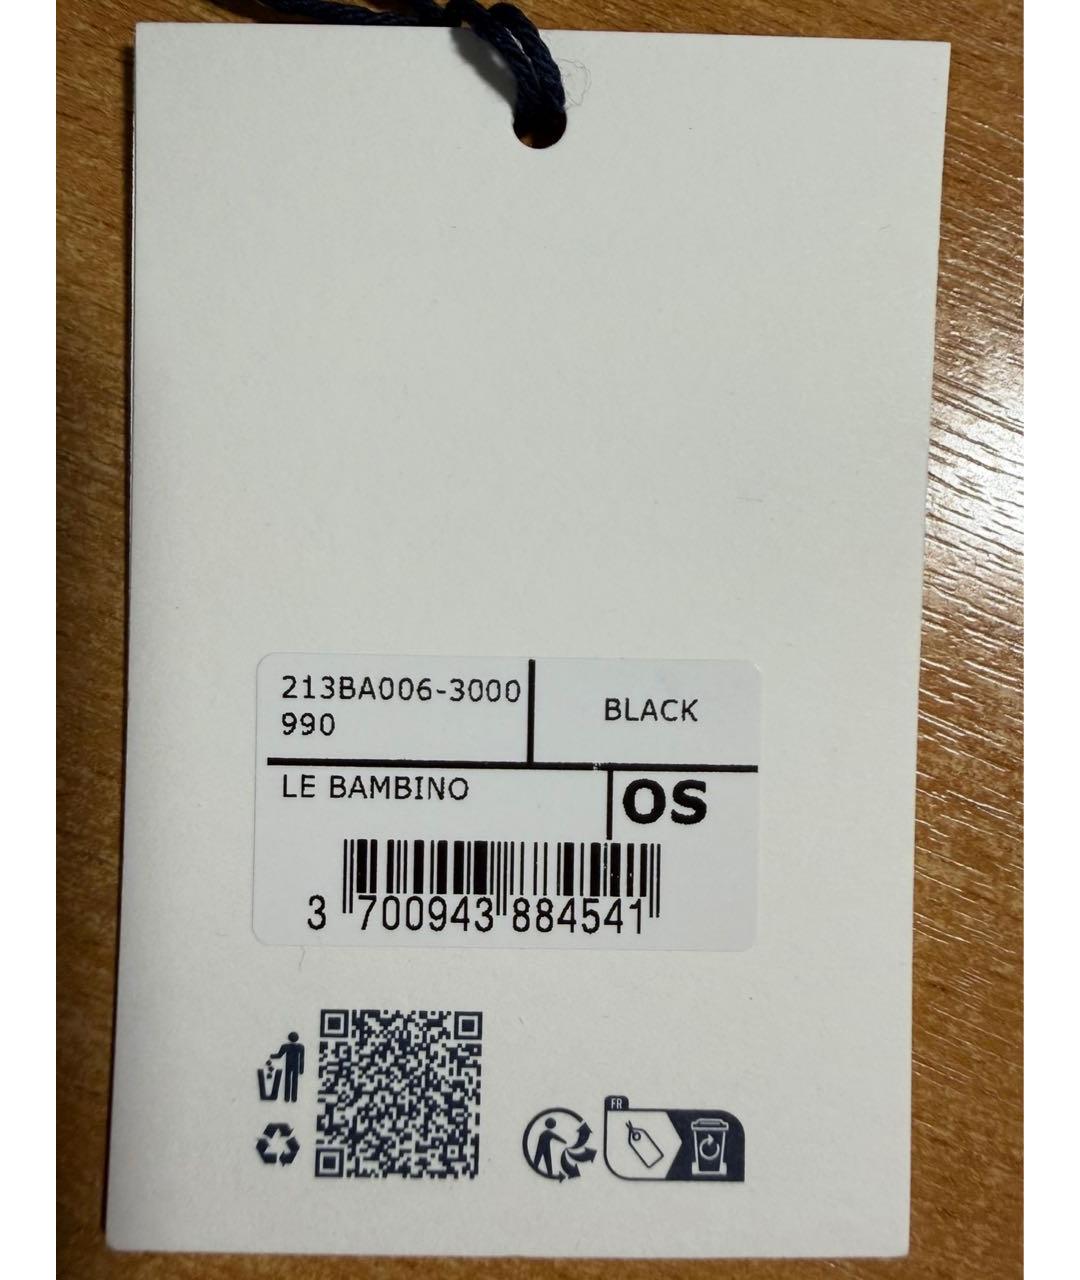 213BA006-3000
990
BLACK
LE BAMBINO
OS
3 700943 884541
FR